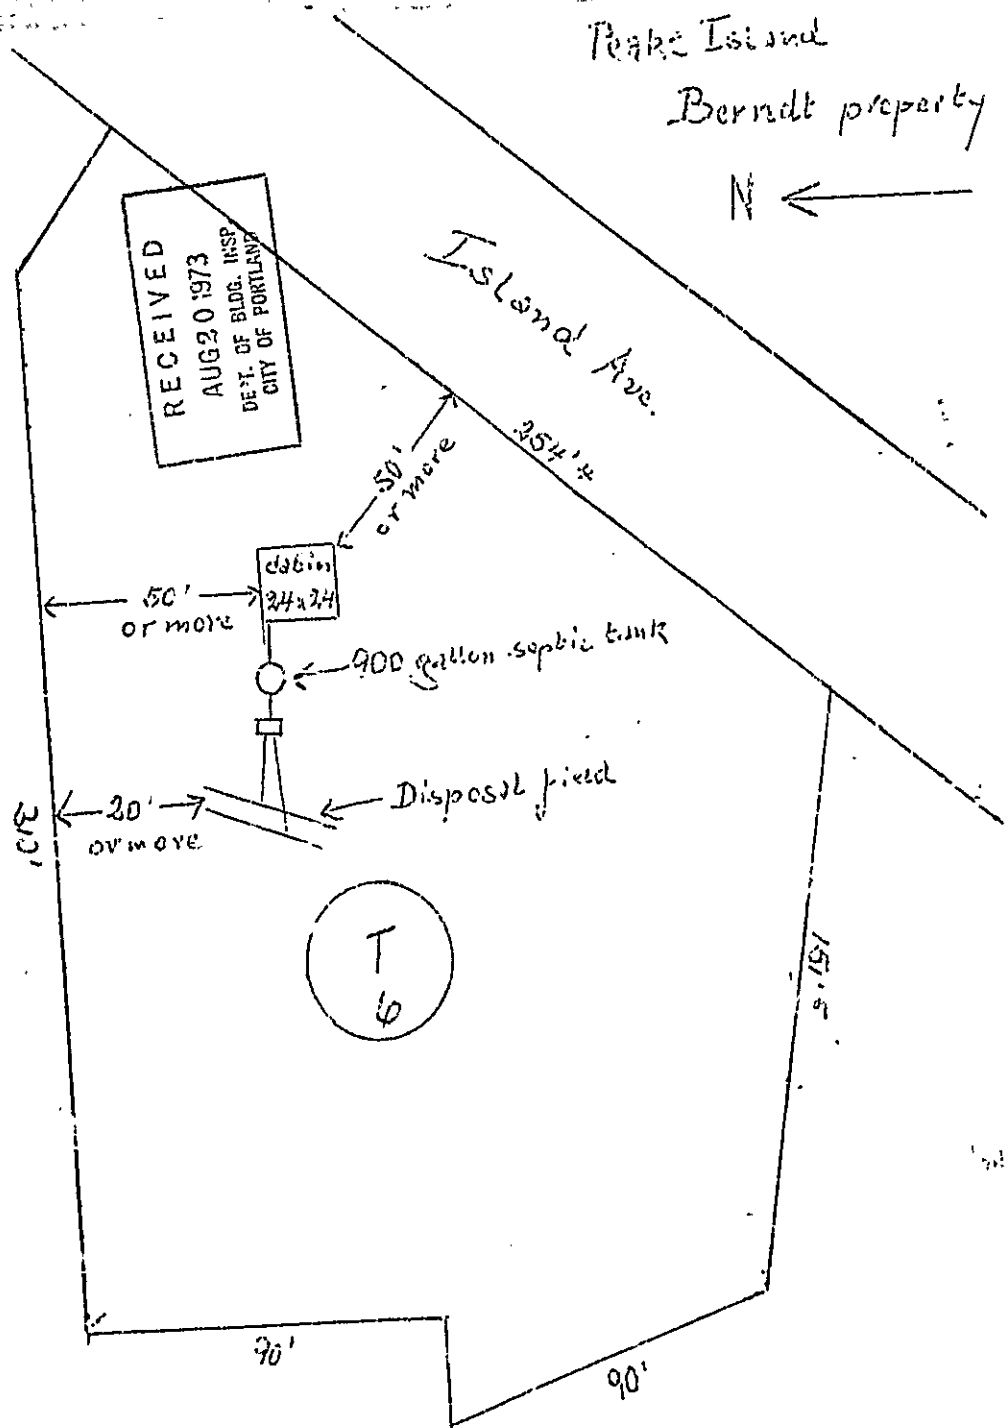 Peaks Island
Berndt property
N
Island Ave.
RECEIVED
AUG 20 1973
DEPT. OF BLDG. INSP.
CITY OF PORTLAND
50'
or more
254'4
cabin
24x24
50'
or more
900 gallon septic tank
Disposal field
20'
or more
310'
T
6
90'
90'